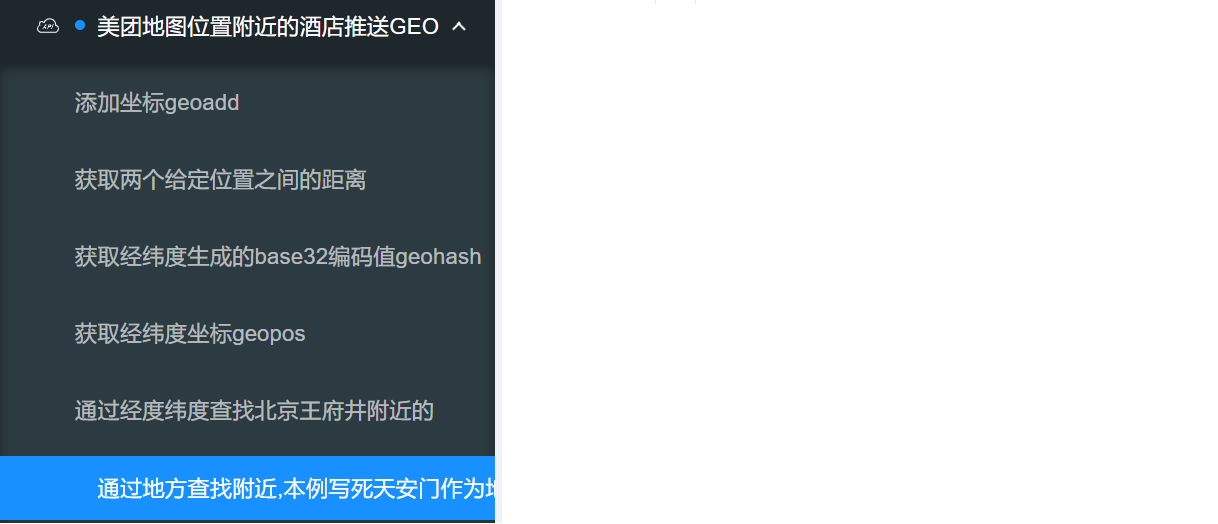 API
美团地图位置附近的酒店推送GEO
添加坐标geoadd
获取两个给定位置之间的距离
获取经纬度生成的base32编码值geohash
获取经纬度坐标geopos
通过经度纬度查找北京王府井附近的
通过地方查找附近,本例写死天安门作为地